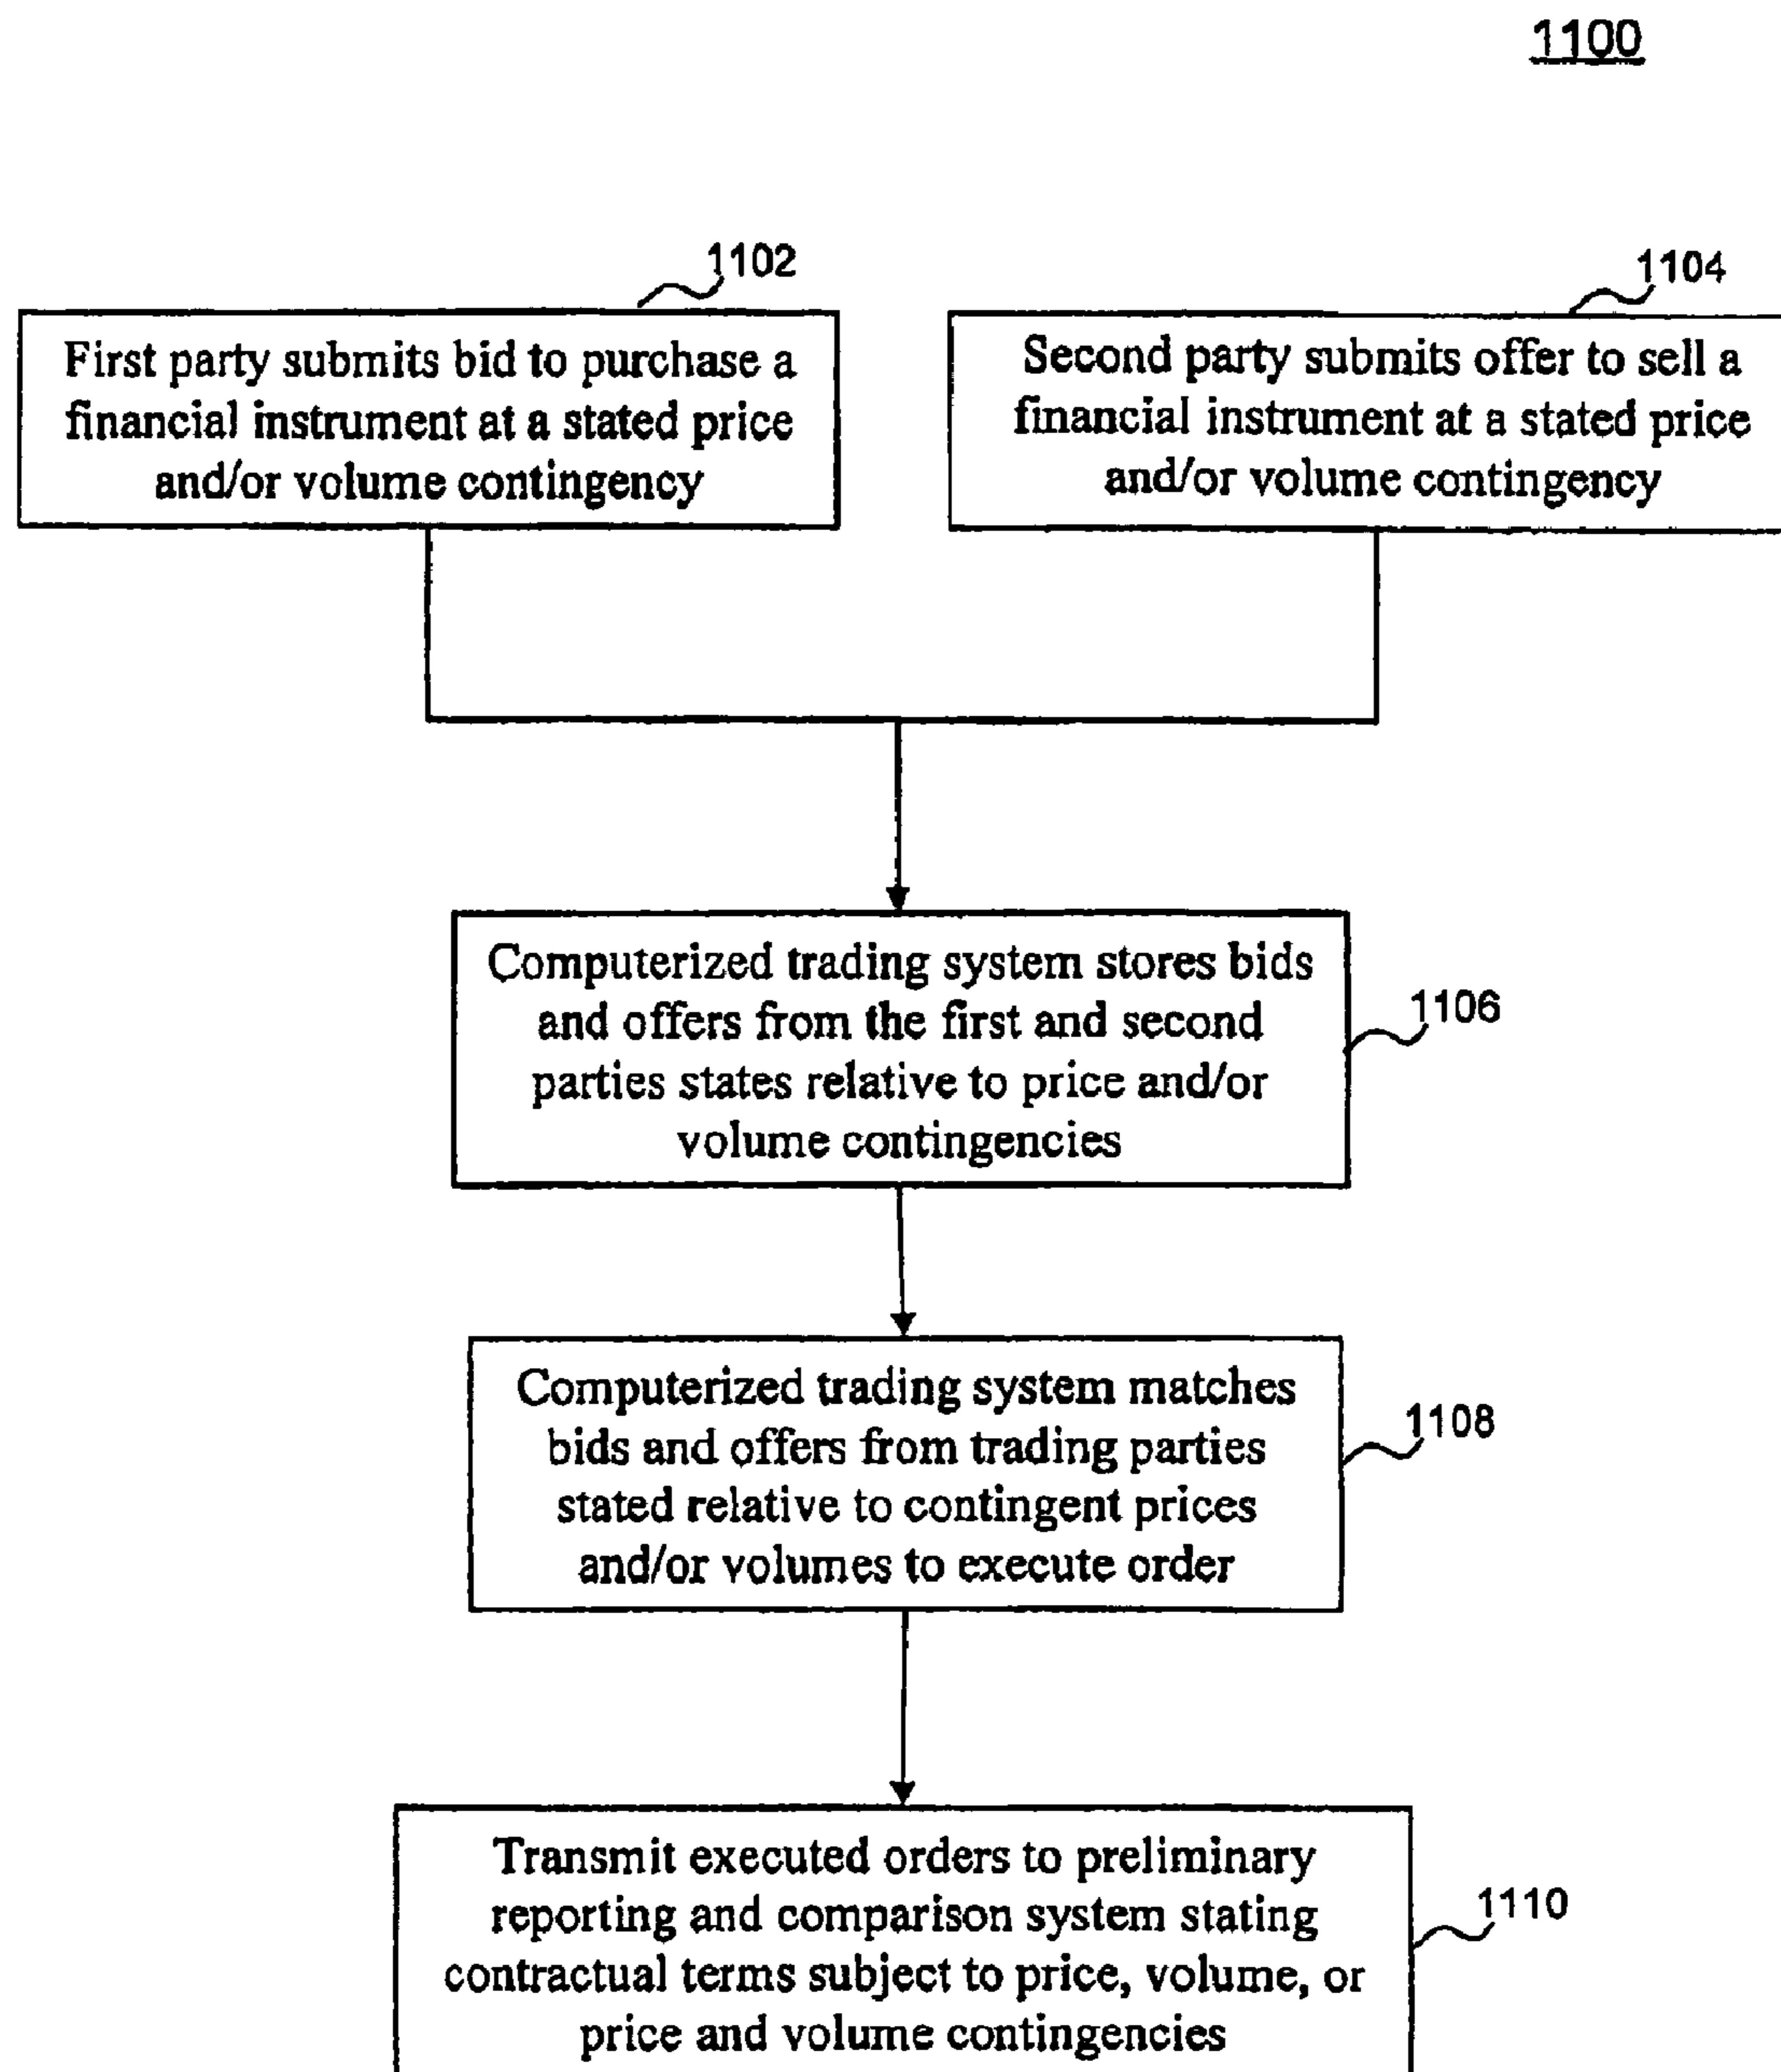 1100
1102
First party submits bid to purchase a
financial instrument at a stated price
and/or volume contingency
1104
Second party submits offer to sell a
financial instrument at a stated price
and/or volume contingency
Computerized trading system stores bids
and offers from the first and second
parties states relative to price and/or
volume contingencies
1106
Computerized trading system matches
bids and offers from trading parties
stated relative to contingent prices
and/or volumes to execute order
1108
Transmit executed orders to preliminary
reporting and comparison system stating
contractual terms subject to price, volume, or
price and volume contingencies
1110